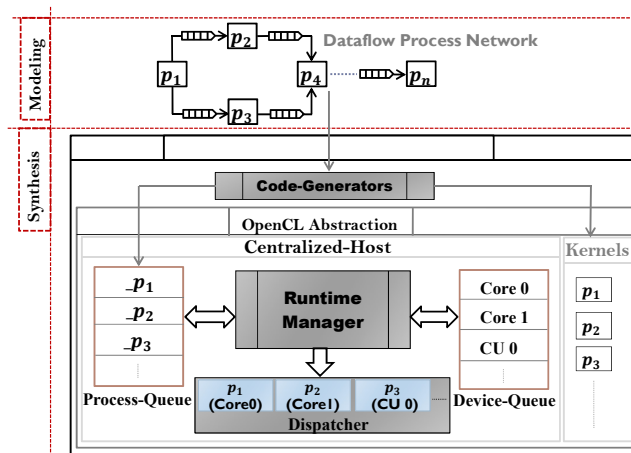 Modeling
Dataflow Process Network
p1
p2
p3
p4
pn
Synthesis
Code-Generators
OpenCL Abstraction
Centralized-Host
Kernels
_p1
_p2
_p3
Process-Queue
Runtime
Manager
Core 0
Core 1
CU 0
Device-Queue
p1
(Core0)
p2
(Core1)
p3
(CU 0)
Dispatcher
p1
p2
p3